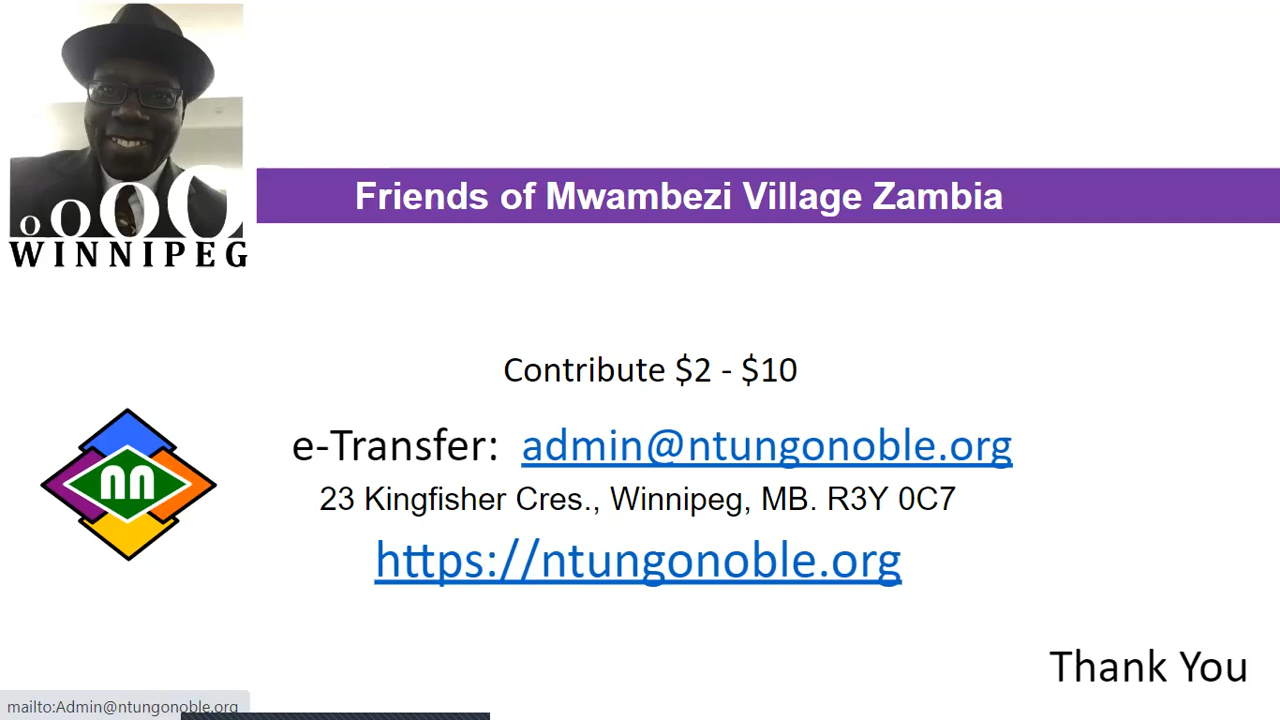 o O O O
WINNIPEG
Friends of Mwambezi Village Zambia
Contribute $2 - $10
e-Transfer: admin@ntungonoble.org
23 Kingfisher Cres., Winnipeg, MB. R3Y 0C7
nn
https://ntungonoble.org
Thank You
mailto:Admin@ntungonoble.org